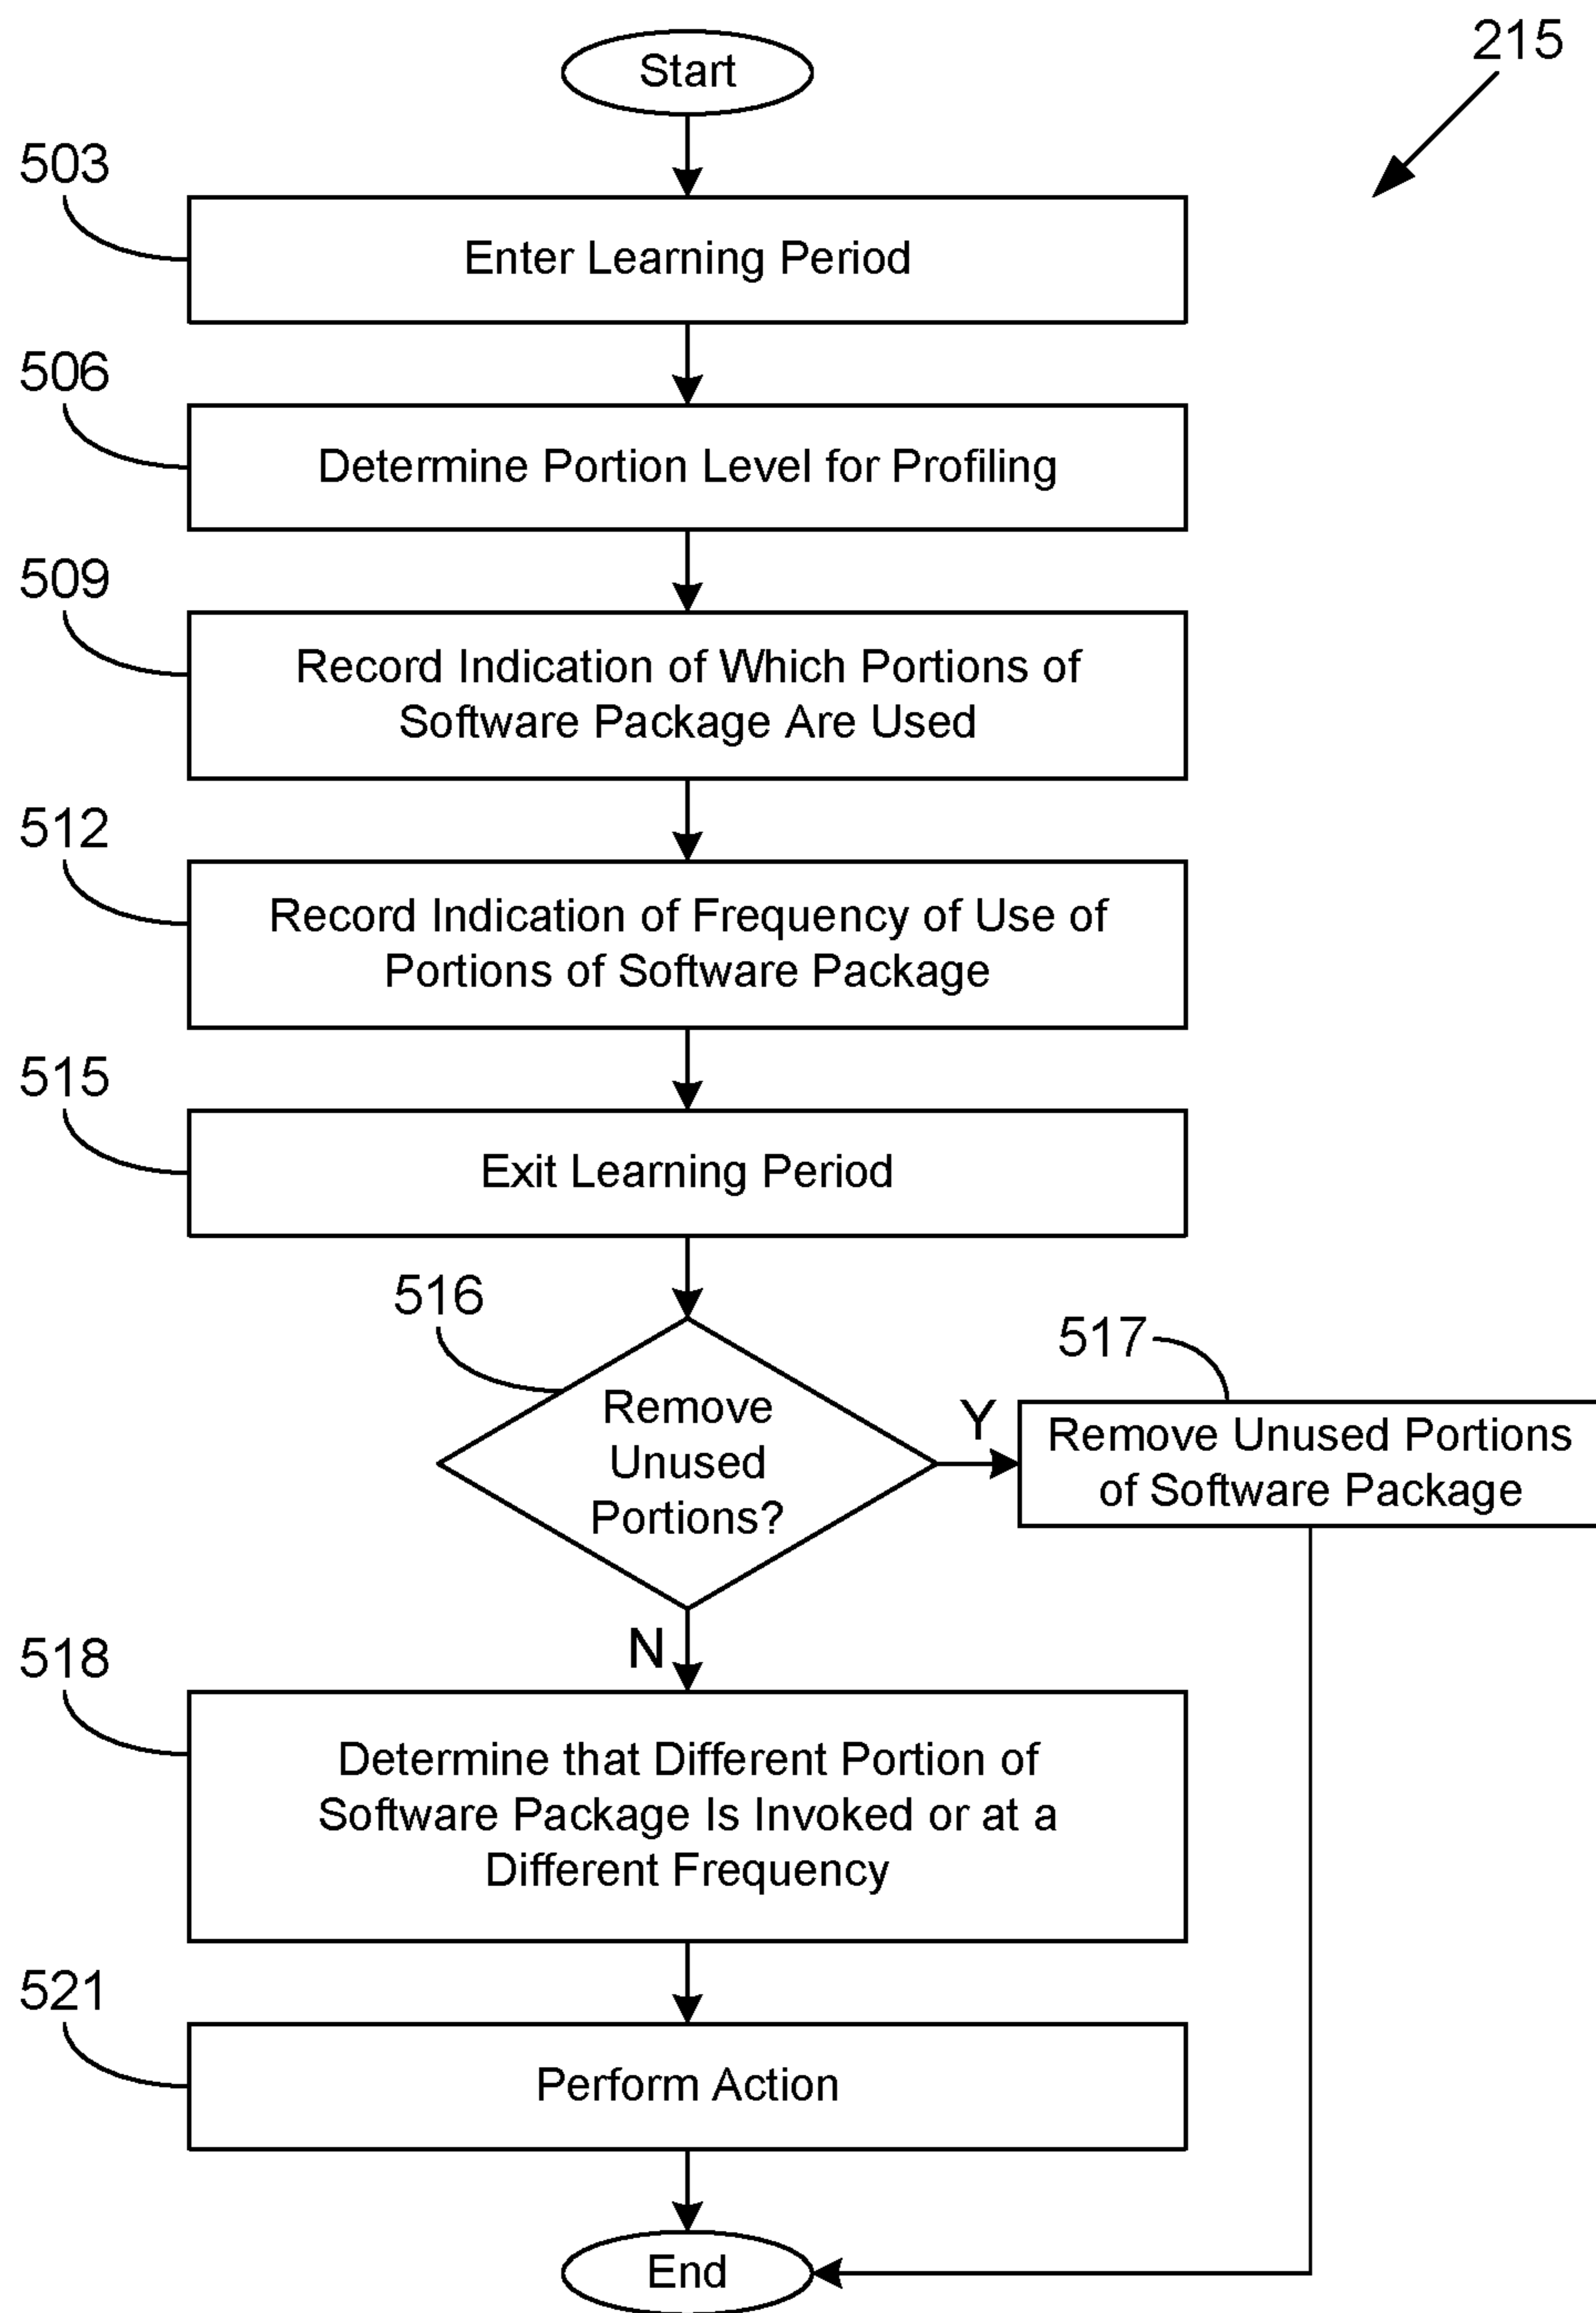 215
Start
503
Enter Learning Period
506
Determine Portion Level for Profiling
509
Record Indication of Which Portions of
Software Package Are Used
512
Record Indication of Frequency of Use of
Portions of Software Package
515
Exit Learning Period
516
Remove
Unused
Portions?
Y
517
Remove Unused Portions
of Software Package
N
518
Determine that Different Portion of
Software Package Is Invoked or at a
Different Frequency
521
Perform Action
End